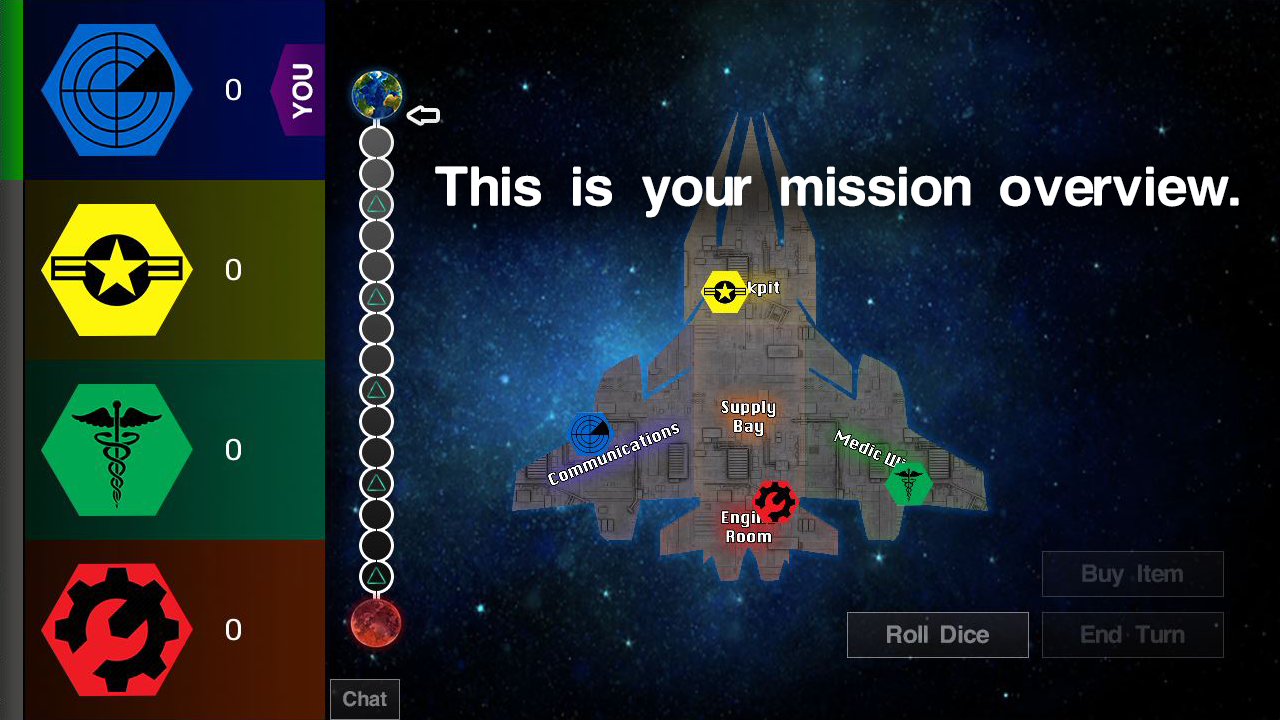 0
YOU
0
0
0
This is your mission overview.
kpit
Supply
Bay
Communications
Medic
Engi
Room
Buy Item
Roll Dice
End Turn
Chat